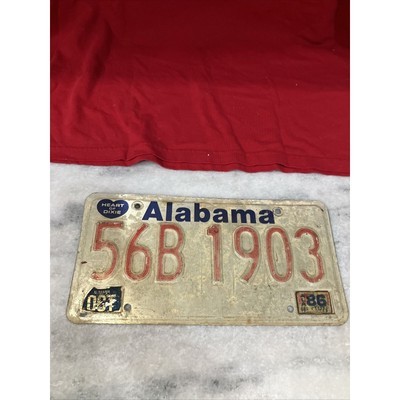 HEART
OF
DIXIE
Alabama
56B 1903
OCT
86